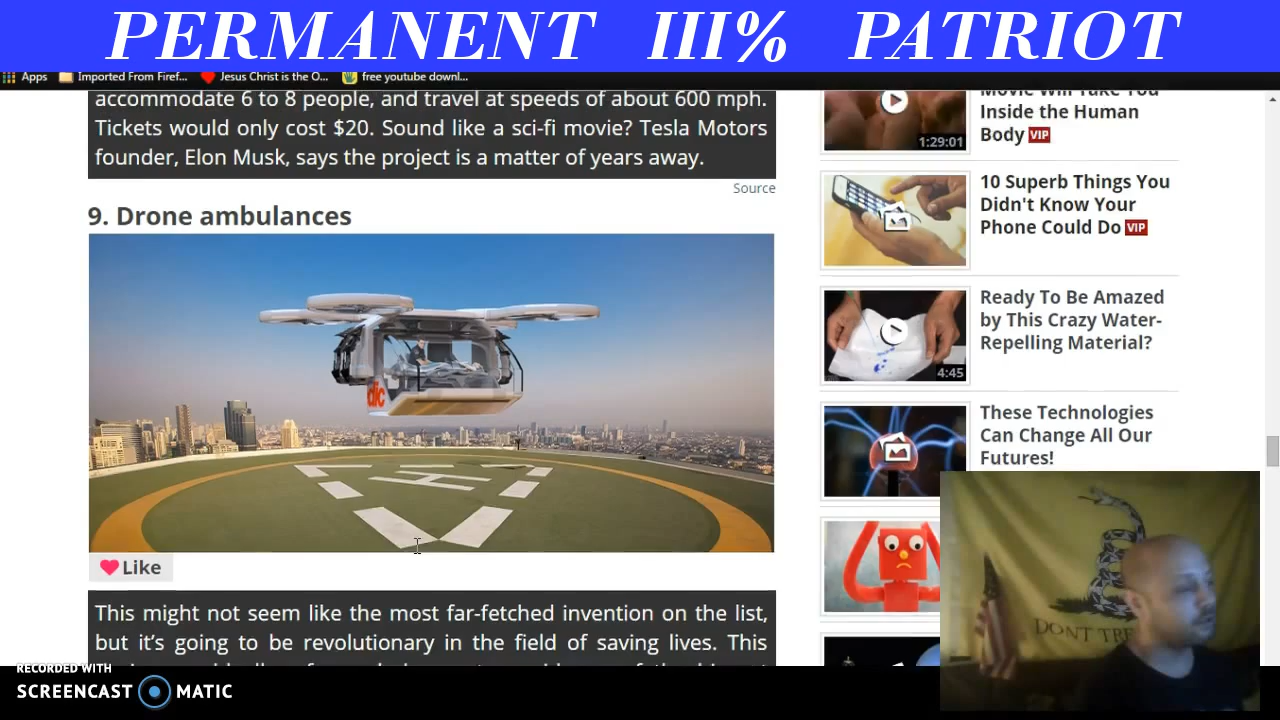 PERMANENT III% PATRIOT
Apps Imported From Firef... Jesus Christ is the O... free youtube downl...
accommodate 6 to 8 people, and travel at speeds of about 600 mph.
Tickets would only cost $20. Sound like a sci-fi movie? Tesla Motors
founder, Elon Musk, says the project is a matter of years away.
Source
9. Drone ambulances
dic
H
Like
This might not seem like the most far-fetched invention on the list,
but it’s going to be revolutionary in the field of saving lives. This
Movie Will Take You
Inside the Human
Body VIP
1:29:01
10 Superb Things You
Didn't Know Your
Phone Could Do VIP
Ready To Be Amazed
by This Crazy Water-
Repelling Material?
4:45
These Technologies
Can Change All Our
Futures!
DONT TRE
RECORDED WITH
SCREENCAST MATIC